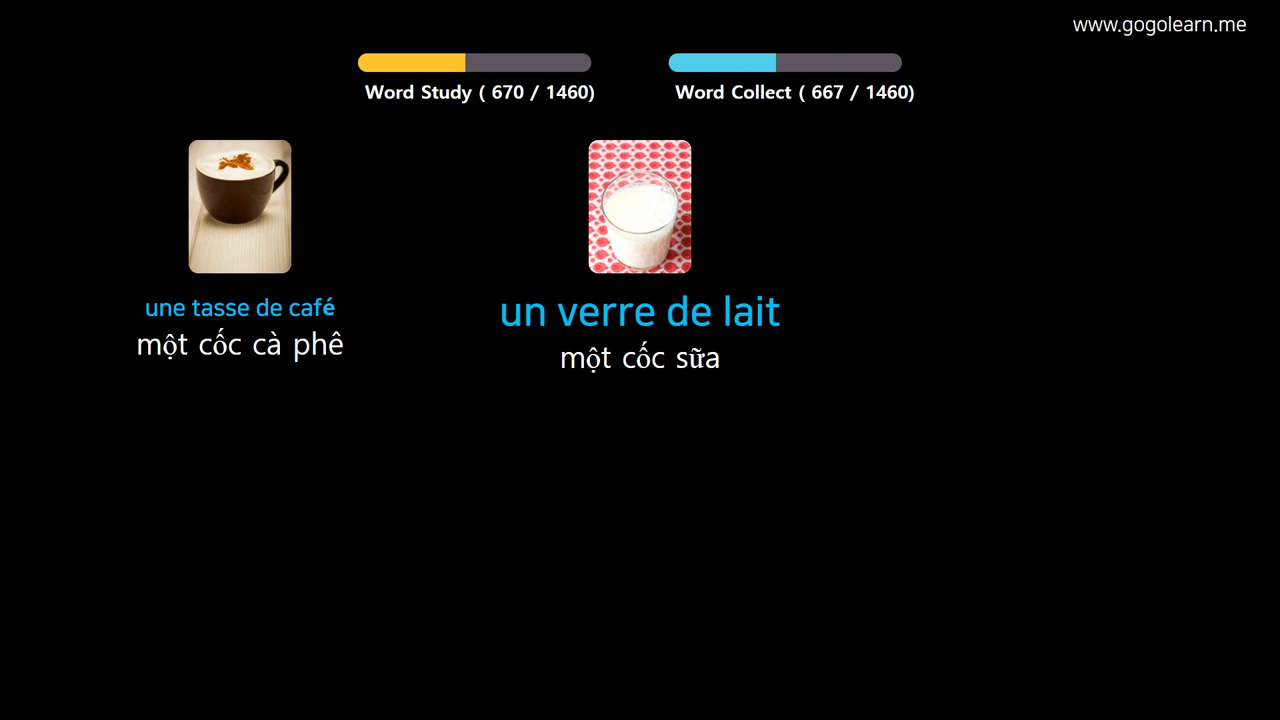 www.gogolearn.me
Word Study ( 670 / 1460)
Word Collect ( 667 / 1460)
une tasse de café
một cốc cà phê
un verre de lait
một cốc sữa